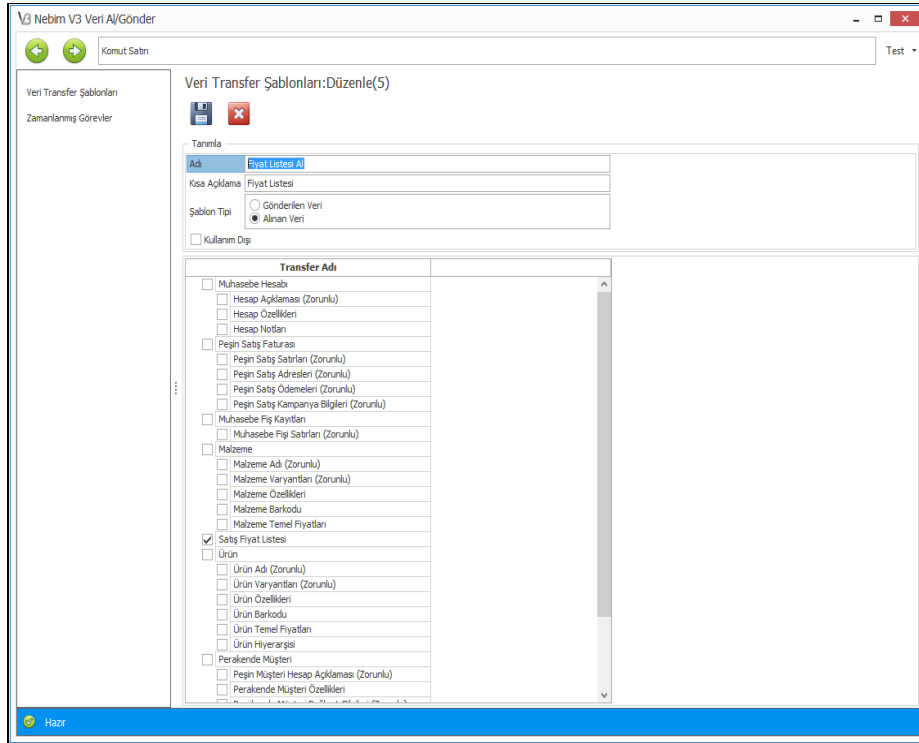 V3 Nebim V3 Veri Al/Gönder
Komut Satırı
Test
Veri Transfer Şablonları
Zamanlanmış Görevler
Veri Transfer Şablonları:Düzenle(5)
Tanımla
Adı Fiyat Listesi Al
Kısa Açıklama Fiyat Listesi
Şablon Tipi
Gönderilen Veri
Alınan Veri
Kullanım Dışı
Transfer Adı
Muhasebe Hesabı
Hesap Açıklaması (Zorunlu)
Hesap Özellikleri
Hesap Notları
Peşin Satış Faturası
Peşin Satış Satırları (Zorunlu)
Peşin Satış Adresleri (Zorunlu)
Peşin Satış Ödemeleri (Zorunlu)
Peşin Satış Kampanya Bilgileri (Zorunlu)
Muhasebe Fiş Kayıtları
Muhasebe Fişi Satırları (Zorunlu)
Malzeme
Malzeme Adı (Zorunlu)
Malzeme Varyantları (Zorunlu)
Malzeme Özellikleri
Malzeme Barkodu
Malzeme Temel Fiyatları
Satış Fiyat Listesi
Ürün
Ürün Adı (Zorunlu)
Ürün Varyantları (Zorunlu)
Ürün Özellikleri
Ürün Barkodu
Ürün Temel Fiyatları
Ürün Hiyerarşisi
Perakende Müşteri
Peşin Müşteri Hesap Açıklaması (Zorunlu)
Perakende Müşteri Özellikleri
Hazır